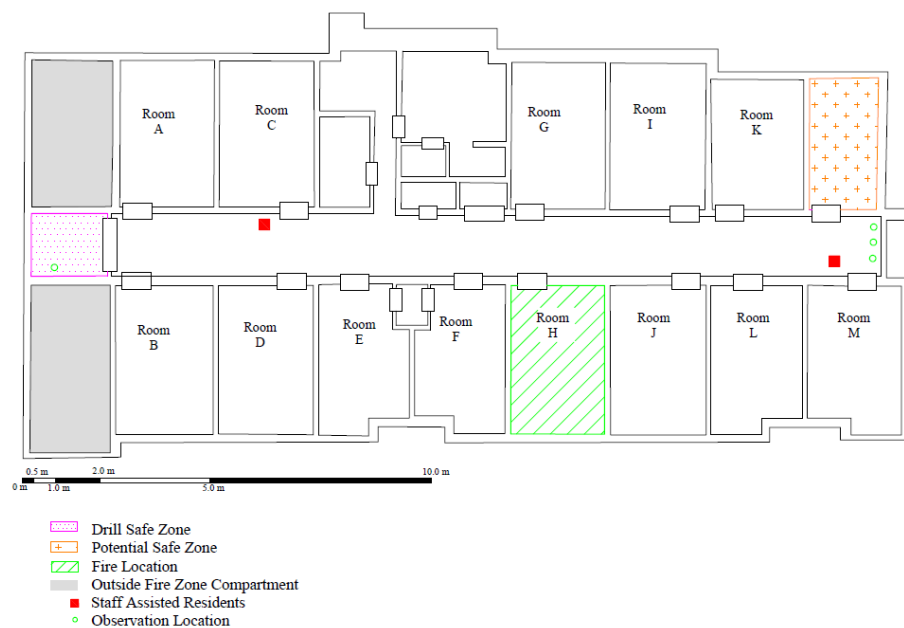 Room
A
Room
C
Room
G
Room
I
Room
K
Room
B
Room
D
Room
E
Room
F
Room
H
Room
J
Room
L
Room
M
0 m 0.5 m 1.0 m 2.0 m 5.0 m 10.0 m
Drill Safe Zone
Potential Safe Zone
Fire Location
Outside Fire Zone Compartment
Staff Assisted Residents
Observation Location